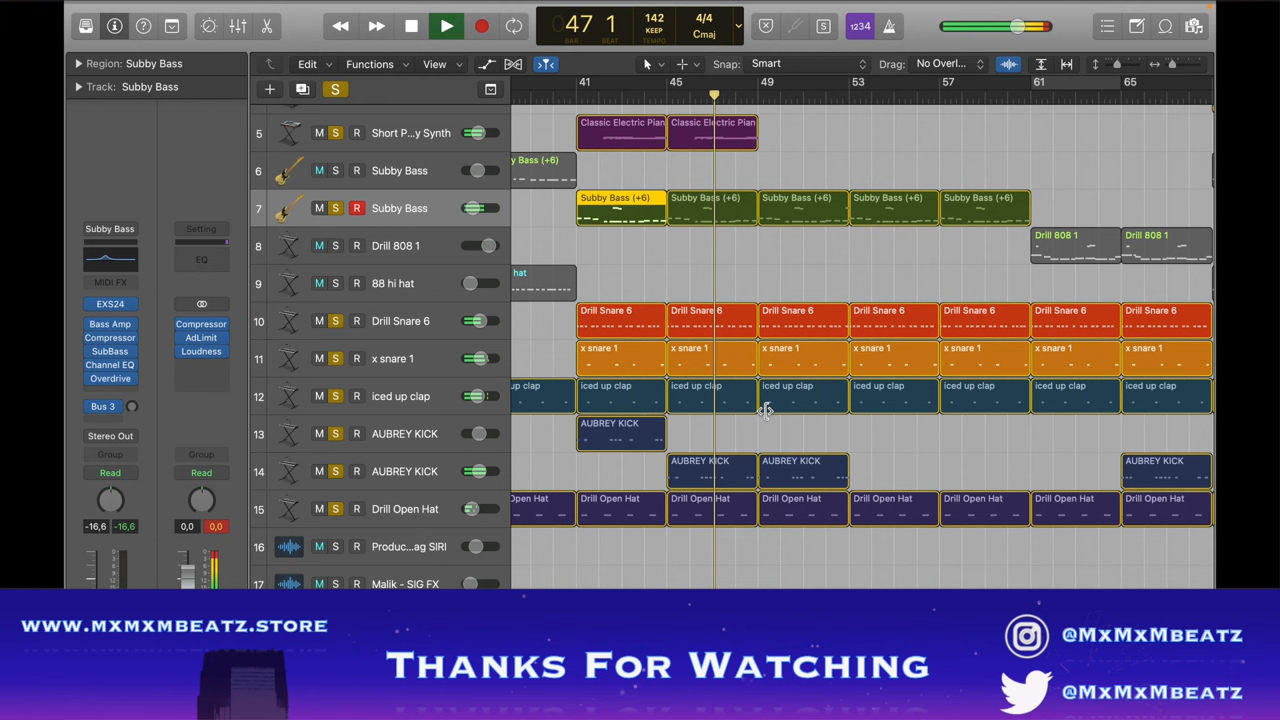 47 1
BAR BEAT
142
KEEP
TEMPO
4/4
Cmaj
1234
Region: Subby Bass
Track: Subby Bass
Edit Functions View
Snap: Smart
Drag: No Overl...
S
41 45 49 53 57 61 65
5 M S R Short P...y Synth
Classic Electric Pian Classic Electric Pian
6 M S R Subby Bass
y Bass (+6)
7 M S R Subby Bass
Subby Bass (+6) Subby Bass (+6) Subby Bass (+6) Subby Bass (+6) Subby Bass (+6)
8 M S R Drill 808 1
Drill 808 1 Drill 808 1
9 M S R 88 hi hat
hat
10 M S R Drill Snare 6
Drill Snare 6 Drill Snare 6 Drill Snare 6 Drill Snare 6 Drill Snare 6 Drill Snare 6 Drill Snare 6
11 M S R x snare 1
x snare 1 x snare 1 x snare 1 x snare 1 x snare 1 x snare 1 x snare 1
12 M S R iced up clap
up clap iced up clap iced up clap iced up clap iced up clap iced up clap iced up clap iced up clap
13 M S R AUBREY KICK
AUBREY KICK
14 M S R AUBREY KICK
AUBREY KICK AUBREY KICK AUBREY KICK
15 M S R Drill Open Hat
Open Hat Drill Open Hat Drill Open Hat Drill Open Hat Drill Open Hat Drill Open Hat Drill Open Hat Drill Open Hat
16 M S R Produc...ag SIRI
17 M S R Malik - SIG FX
Subby Bass Setting
EQ
MIDI FX
EXS24
Bass Amp Compressor
Compressor AdLimit
SubBass Loudness
Channel EQ
Overdrive
Bus 3
Stereo Out
Group Group
Read Read
-16,6 -16,6 0,0 0,0
WWW.MXMXMBEATZ.STORE
THANKS FOR WATCHING
@MxMxMbeatz
@MxMxMbeatz